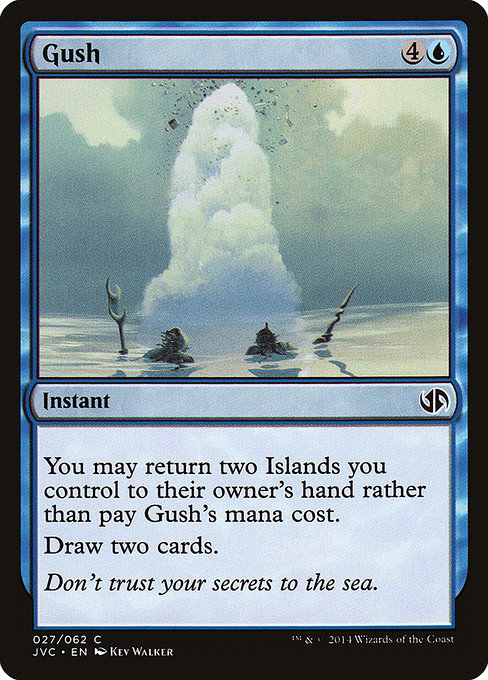 Gush 4
Instant
You may return two Islands you
control to their owner's hand rather
than pay Gush's mana cost.
Draw two cards.
Don't trust your secrets to the sea.
027/062 C
JVC • EN Kev Walker
™ & © 2014 Wizards of the Coast